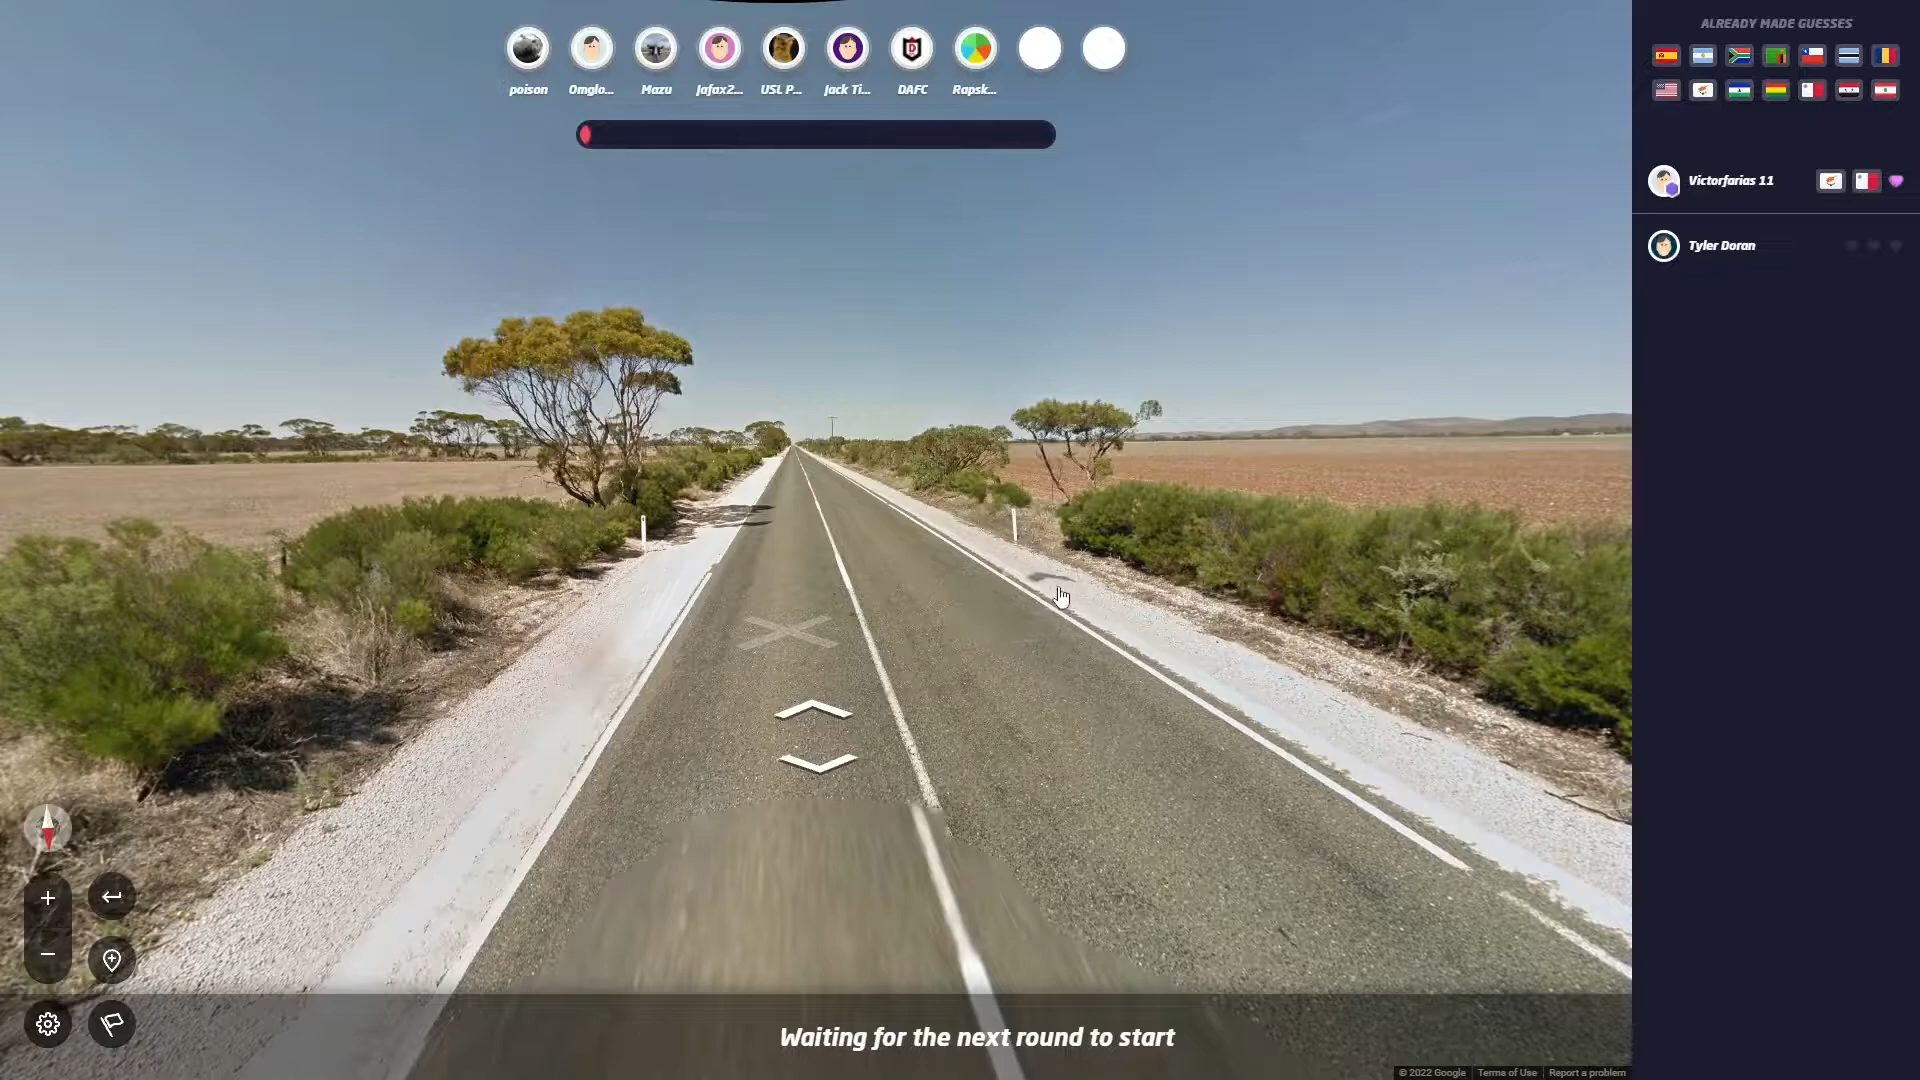 poison Omglo... Mazu Jafax2... USL P... Jack Ti... DAFC Rapsk...
ALREADY MADE GUESSES
Victorfarias 11
Tyler Doran
Waiting for the next round to start
© 2022 Google Terms of Use Report a problem